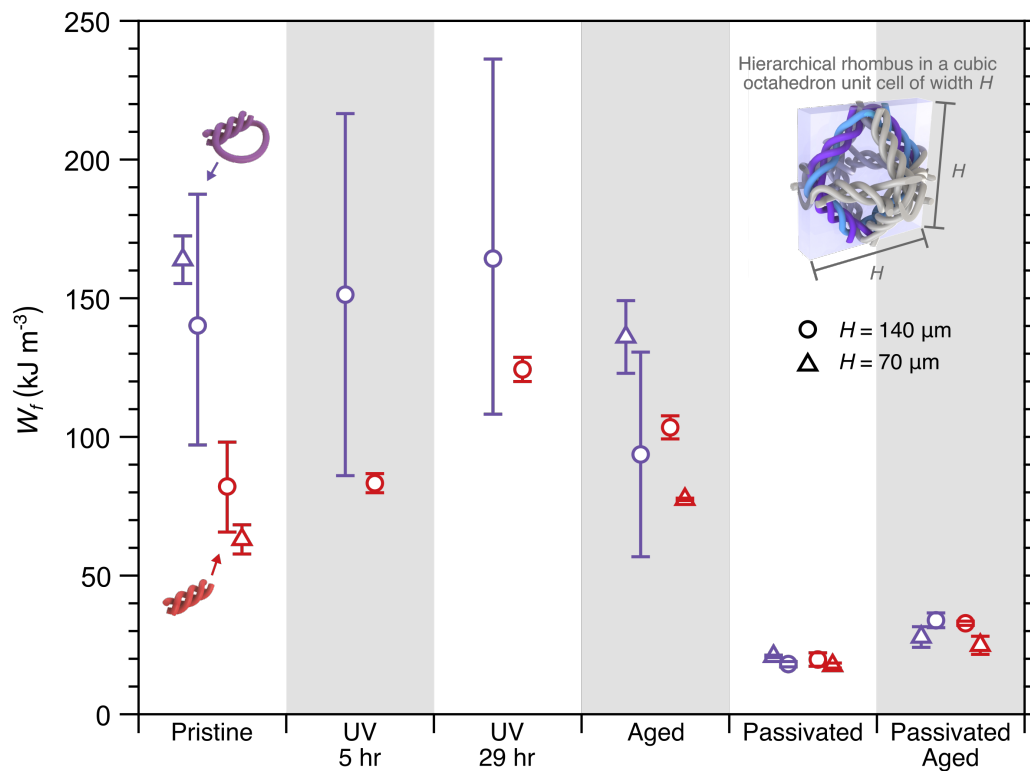 250
200
150
100
50
0
W_f (kJ m⁻³)
Hierarchical rhombus in a cubic
octahedron unit cell of width H
H
H
H = 140 µm
H = 70 µm
Pristine
UV
5 hr
UV
29 hr
Aged
Passivated
Passivated
Aged